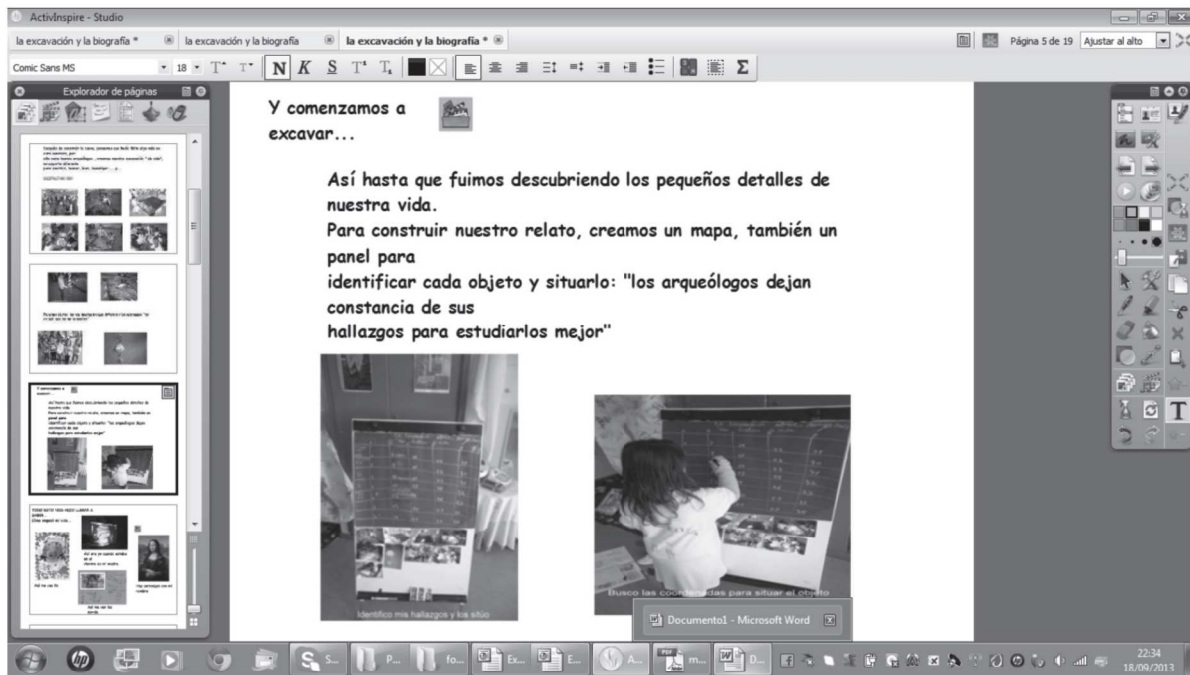 ActivInspire - Studio
la excavación y la biografía *
la excavación y la biografía
la excavación y la biografía *
Página 5 de 19
Ajustar al alto
Comic Sans MS
18
N K S
Explorador de páginas
Y comenzamos a
excavar...
Así hasta que fuimos descubriendo los pequeños detalles de
nuestra vida.
Para construir nuestro relato, creamos un mapa, también un
panel para
identificar cada objeto y situarlo: "los arqueólogos dejan
constancia de sus
hallazgos para estudiarlos mejor"
Identifico mis hallazgos y los sitúo
Busco las coordenadas para situar el objeto
Documento1 - Microsoft Word
S...
P...
fo...
Ex...
E...
A...
m...
D...
22:34
18/09/2013